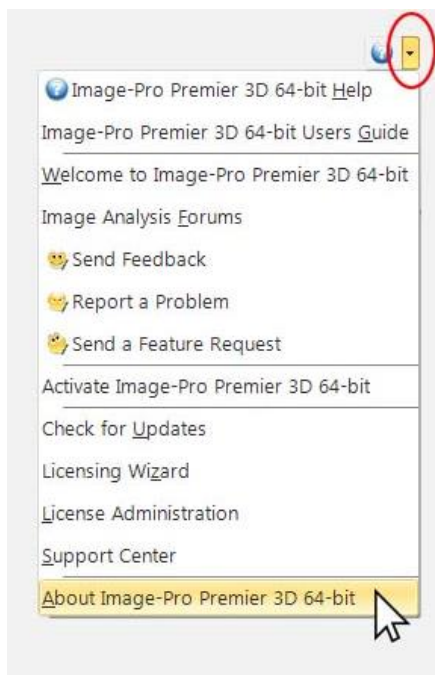 Image-Pro Premier 3D 64-bit Help
Image-Pro Premier 3D 64-bit Users Guide
Welcome to Image-Pro Premier 3D 64-bit
Image Analysis Forums
Send Feedback
Report a Problem
Send a Feature Request
Activate Image-Pro Premier 3D 64-bit
Check for Updates
Licensing Wizard
License Administration
Support Center
About Image-Pro Premier 3D 64-bit